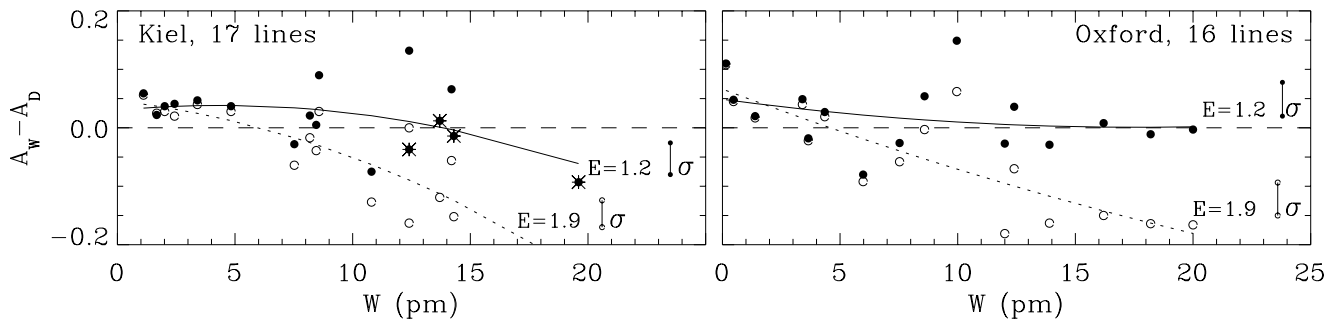 Kiel, 17 lines
Oxford, 16 lines
0.2
0.0
−0.2
A_W−A_D
E=1.2 σ
E=1.9 σ
E=1.2 σ
E=1.9 σ
0 5 10 15 20 0 5 10 15 20 25
W (pm) W (pm)